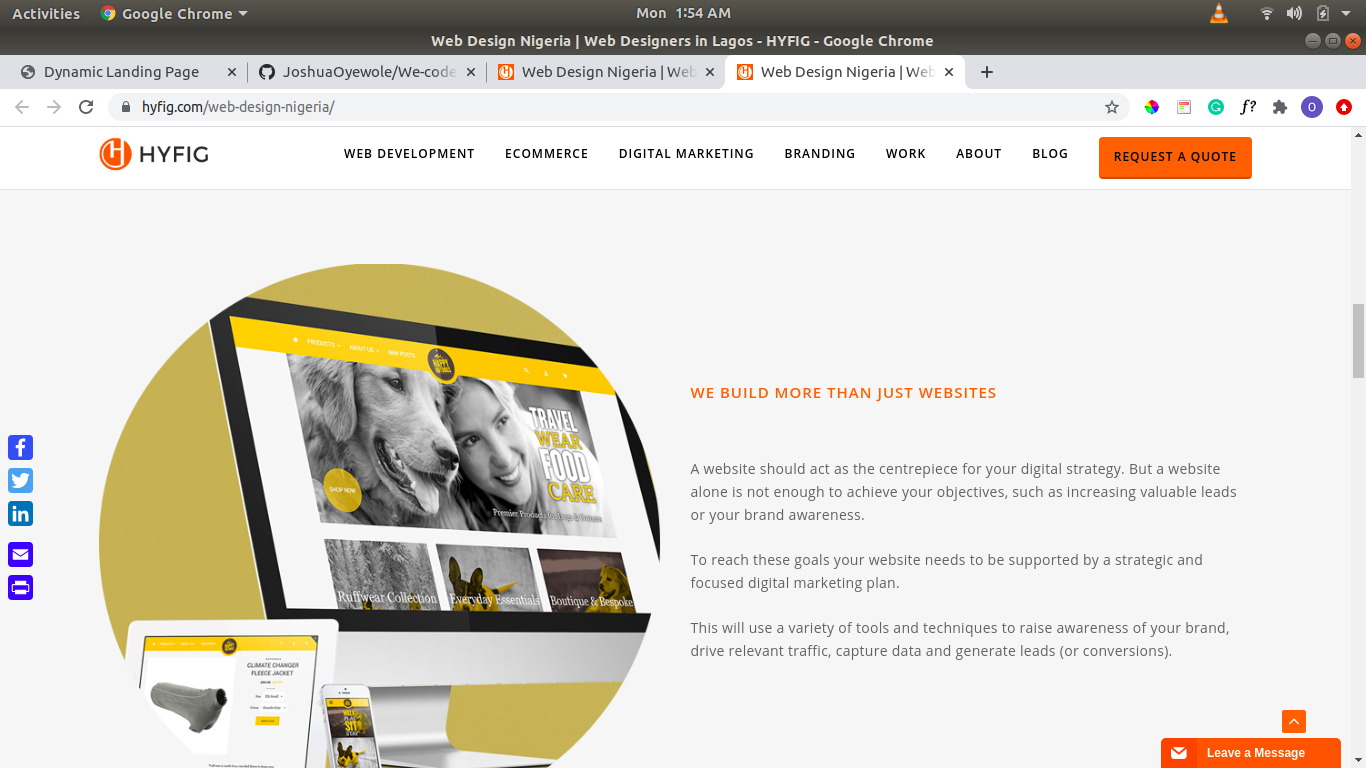 Activities
Google Chrome
Mon 1:54 AM
Web Design Nigeria | Web Designers in Lagos - HYFIG - Google Chrome
Dynamic Landing Page
JoshuaOyewole/We-code
Web Design Nigeria | Web
Web Design Nigeria | Web
hyfig.com/web-design-nigeria/
f?
O
HYFIG
WEB DEVELOPMENT
ECOMMERCE
DIGITAL MARKETING
BRANDING
WORK
ABOUT
BLOG
REQUEST A QUOTE
PRODUCTS
ABOUT US
HAPPY
TRAVEL
WEAR
FOOD
CARE
SHOP NOW
Ruffwear Collection
Everyday Essentials
Boutique & Bespoke
CLIMATE CHANGER
FLEECE JACKET
SIT
WE BUILD MORE THAN JUST WEBSITES
A website should act as the centrepiece for your digital strategy. But a website
alone is not enough to achieve your objectives, such as increasing valuable leads
or your brand awareness.
To reach these goals your website needs to be supported by a strategic and
focused digital marketing plan.
This will use a variety of tools and techniques to raise awareness of your brand,
drive relevant traffic, capture data and generate leads (or conversions).
Leave a Message